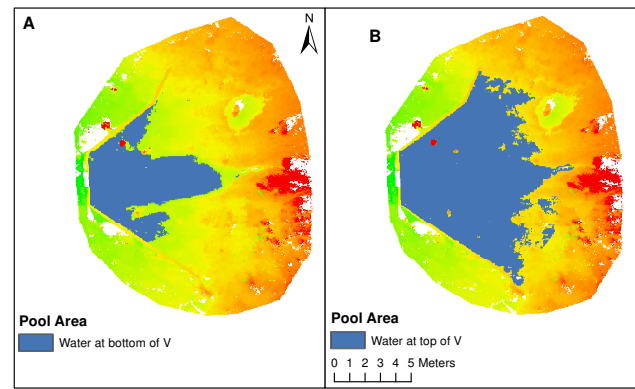 A
N
Pool Area
Water at bottom of V
B
Pool Area
Water at top of V
0 1 2 3 4 5 Meters